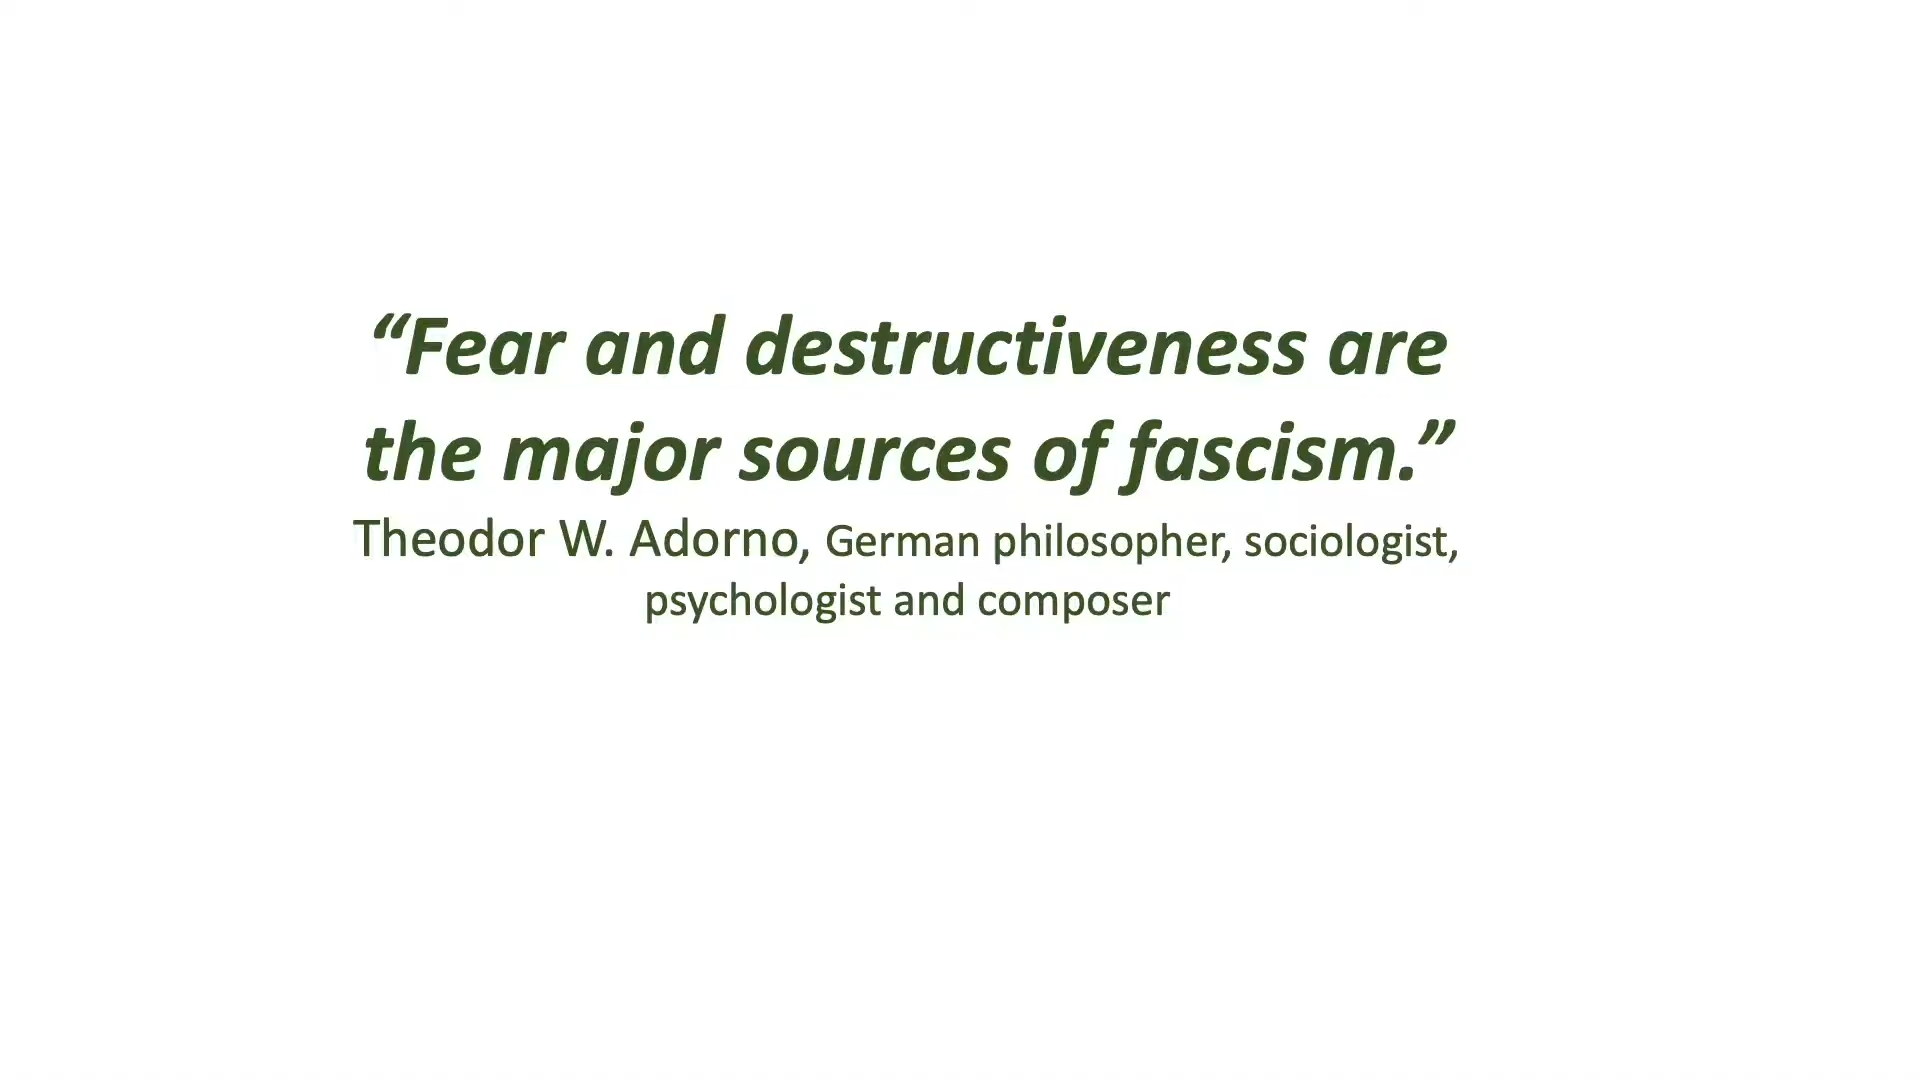 “Fear and destructiveness are
the major sources of fascism.”
Theodor W. Adorno, German philosopher, sociologist,
psychologist and composer